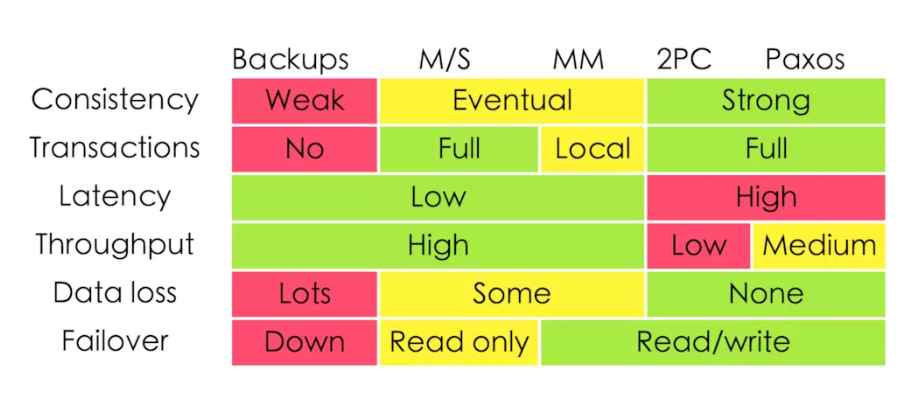 Backups M/S MM 2PC Paxos
Consistency Weak Eventual Strong
Transactions No Full Local Full
Latency Low High
Throughput High Low Medium
Data loss Lots Some None
Failover Down Read only Read/write